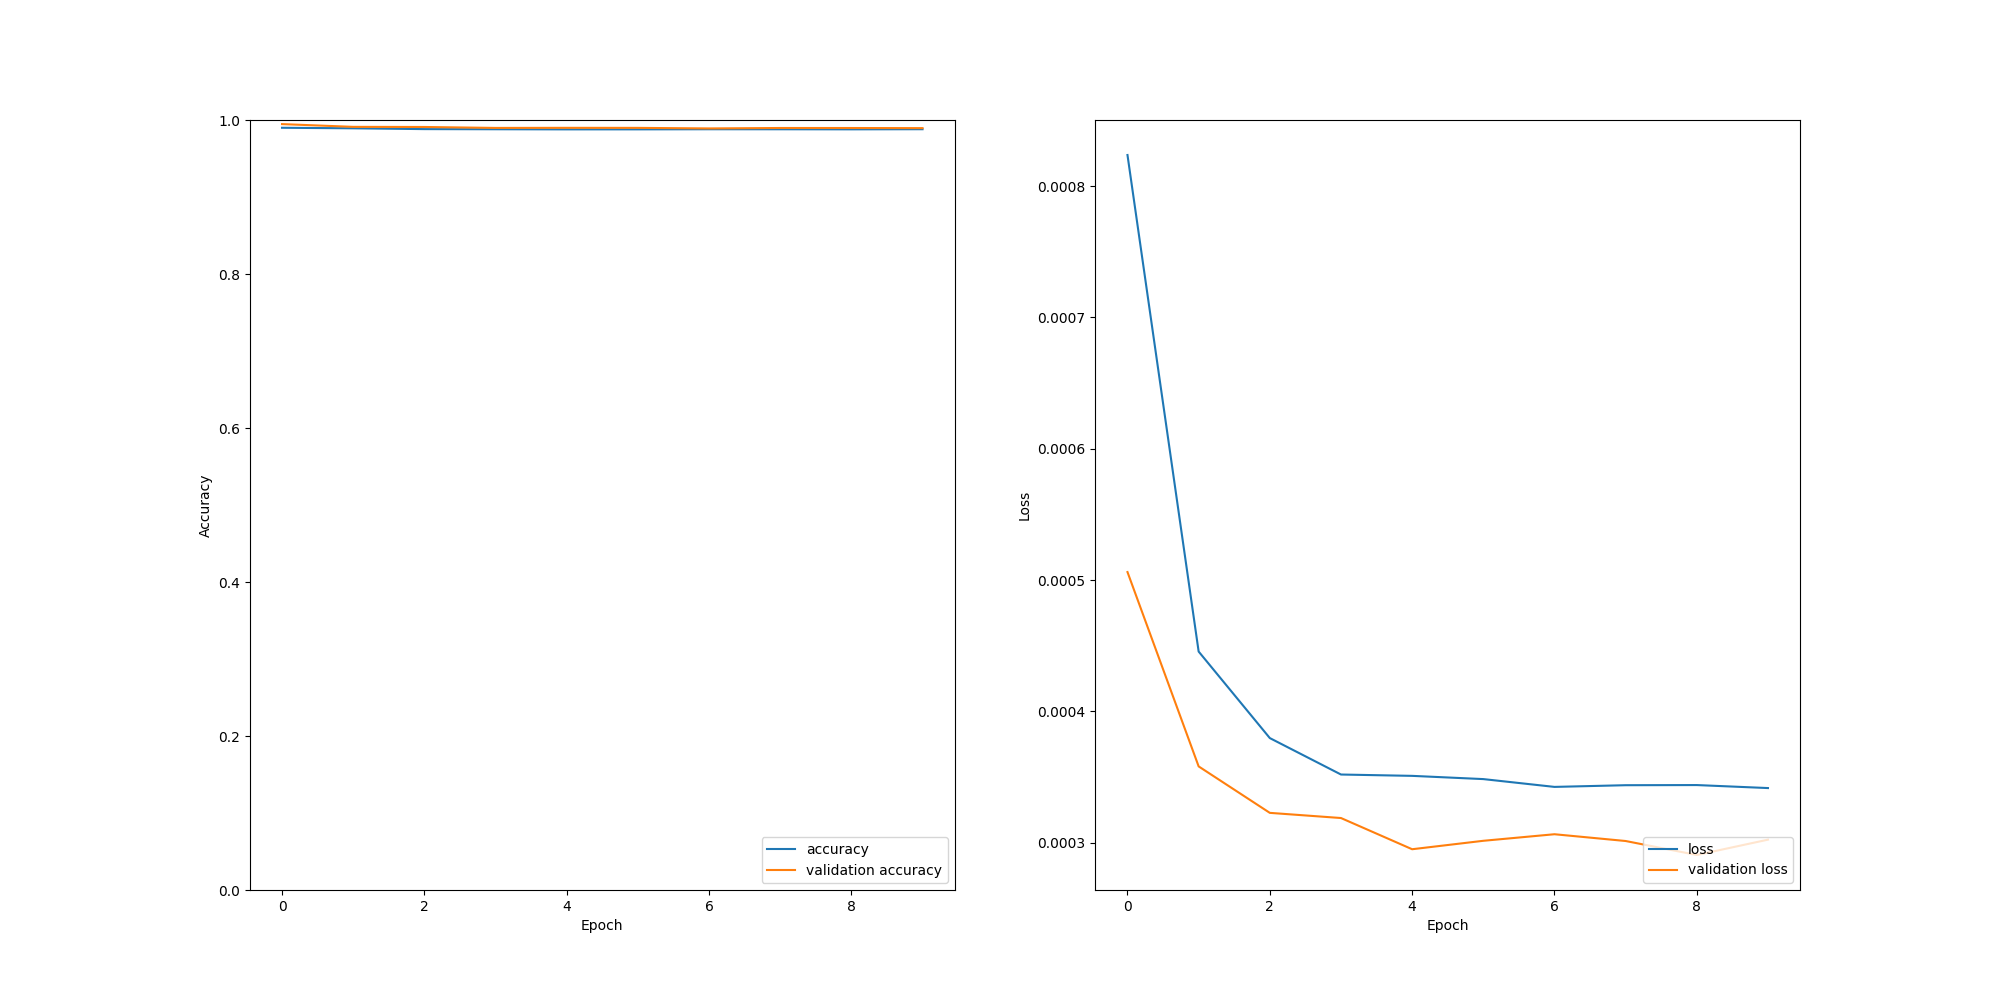 1.0
0.8
0.6
0.4
0.2
0.0
Accuracy
0 2 4 6 8
Epoch
accuracy
validation accuracy
0.0008
0.0007
0.0006
0.0005
0.0004
0.0003
Loss
0 2 4 6 8
Epoch
loss
validation loss